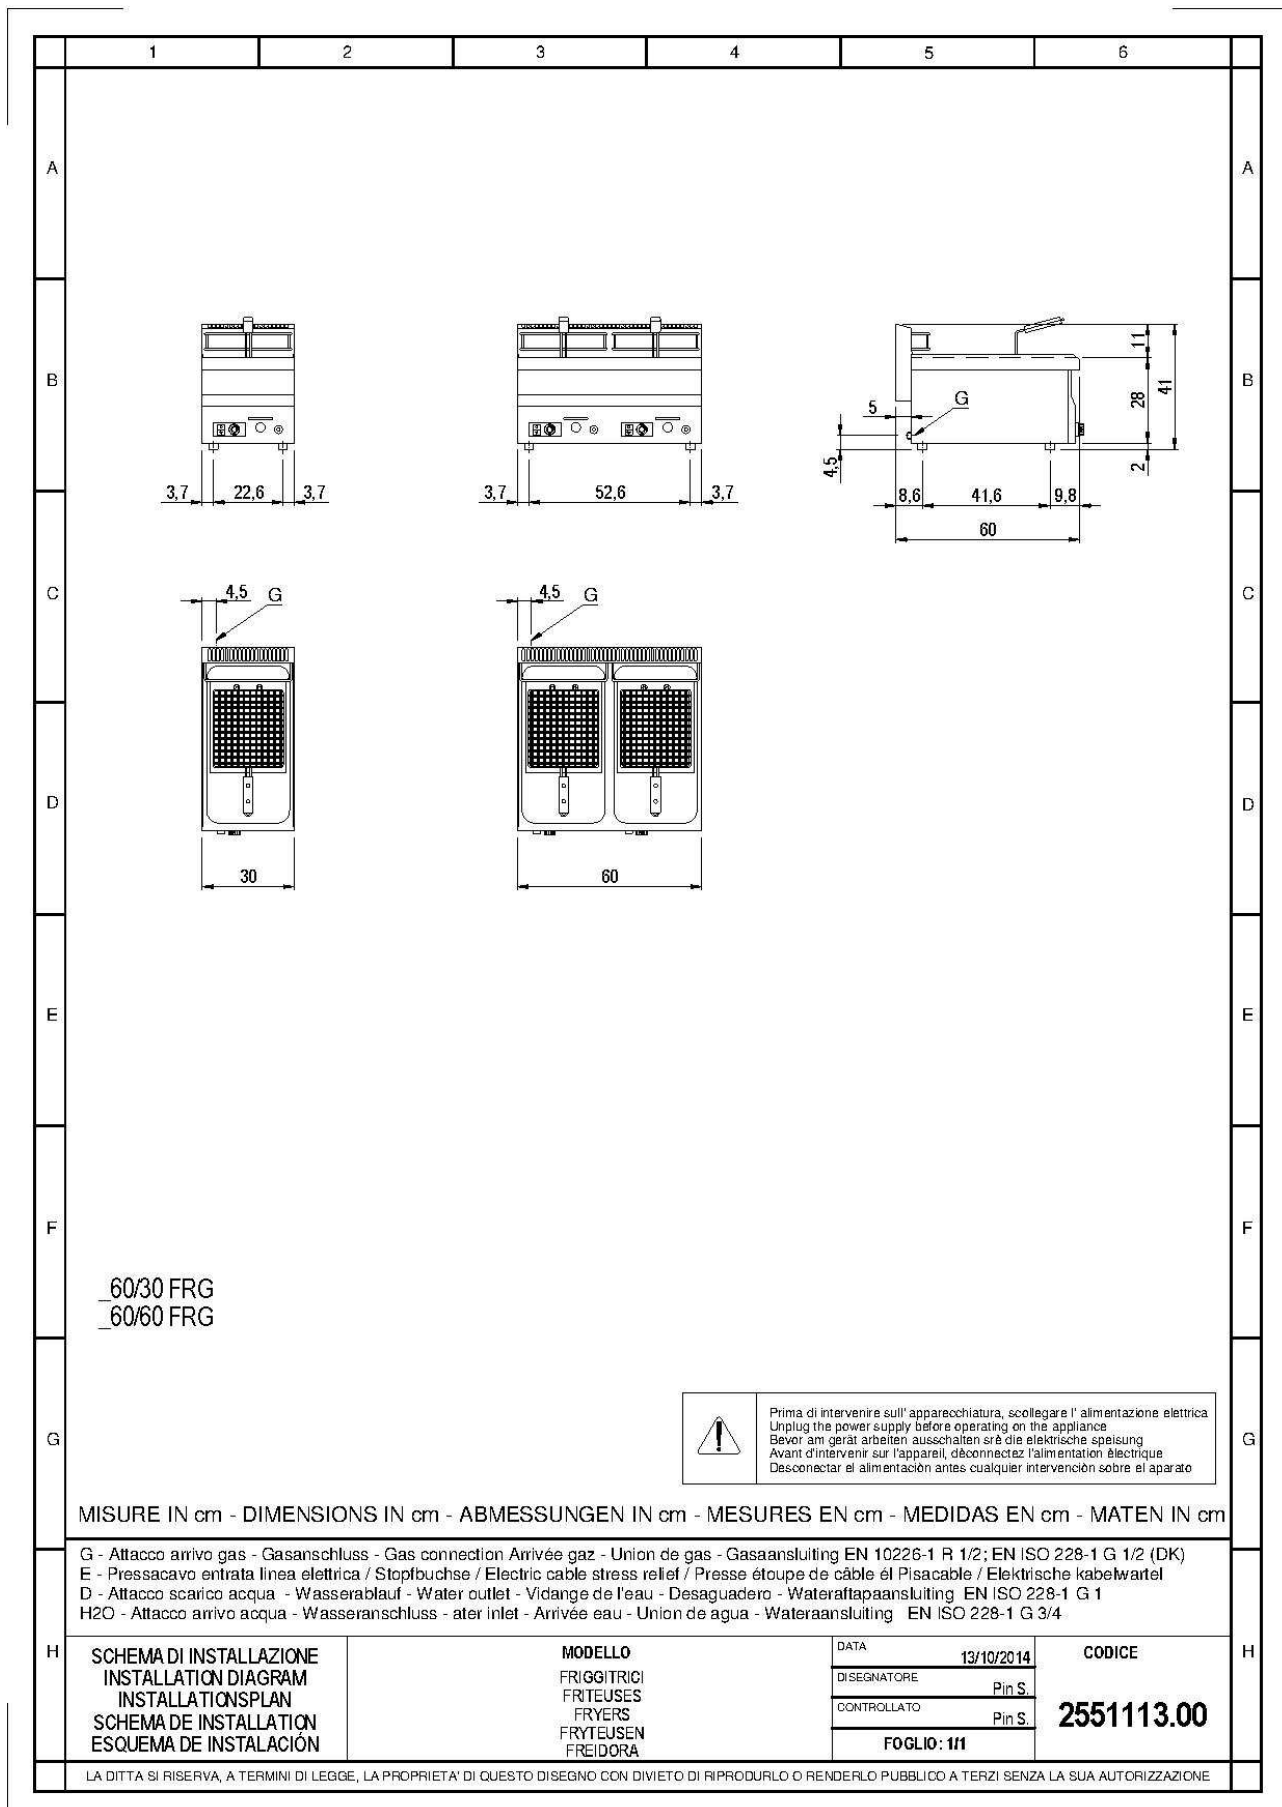 1 2 3 4 5 6
A A
B B
11
28
41
5 G
4,5
2
3,7 22,6 3,7
3,7 52,6 3,7
8,6 41,6 9,8
60
C C
4,5 G
4,5 G
D D
30
60
E E
F F
_60/30 FRG
_60/60 FRG
G G
Prima di intervenire sull' apparecchiatura, scollegare l' alimentazione elettrica
Unplug the power supply before operating on the appliance
Bevor am gerät arbeiten ausschalten srè die elektrische speisung
Avant d'intervenir sur l'appareil, dèconnectez l'alimentation èlectrique
Desconectar el alimentaciòn antes cualquier intervenciòn sobre el aparato
MISURE IN cm - DIMENSIONS IN cm - ABMESSUNGEN IN cm - MESURES EN cm - MEDIDAS EN cm - MATEN IN cm
G - Attacco arrivo gas - Gasanschluss - Gas connection Arrivée gaz - Union de gas - Gasaansluiting EN 10226-1 R 1/2; EN ISO 228-1 G 1/2 (DK)
E - Pressacavo entrata linea elettrica / Stopfbuchse / Electric cable stress relief / Presse étoupe de câble él Pisacable / Elektrische kabelwartel
D - Attacco scarico acqua - Wasserablauf - Water outlet - Vidange de l'eau - Desaguadero - Wateraftapaansluiting EN ISO 228-1 G 1
H2O - Attacco arrivo acqua - Wasseranschluss - ater inlet - Arrivée eau - Union de agua - Wateraansluiting EN ISO 228-1 G 3/4
H H
SCHEMA DI INSTALLAZIONE
INSTALLATION DIAGRAM
INSTALLATIONSPLAN
SCHEMA DE INSTALLATION
ESQUEMA DE INSTALACIÓN
MODELLO
FRIGGITRICI
FRITEUSES
FRYERS
FRYTEUSEN
FREIDORA
DATA 13/10/2014
DISEGNATORE Pin S.
CONTROLLATO Pin S.
FOGLIO: 1/1
CODICE
2551113.00
LA DITTA SI RISERVA, A TERMINI DI LEGGE, LA PROPRIETA' DI QUESTO DISEGNO CON DIVIETO DI RIPRODURLO O RENDERLO PUBBLICO A TERZI SENZA LA SUA AUTORIZZAZIONE